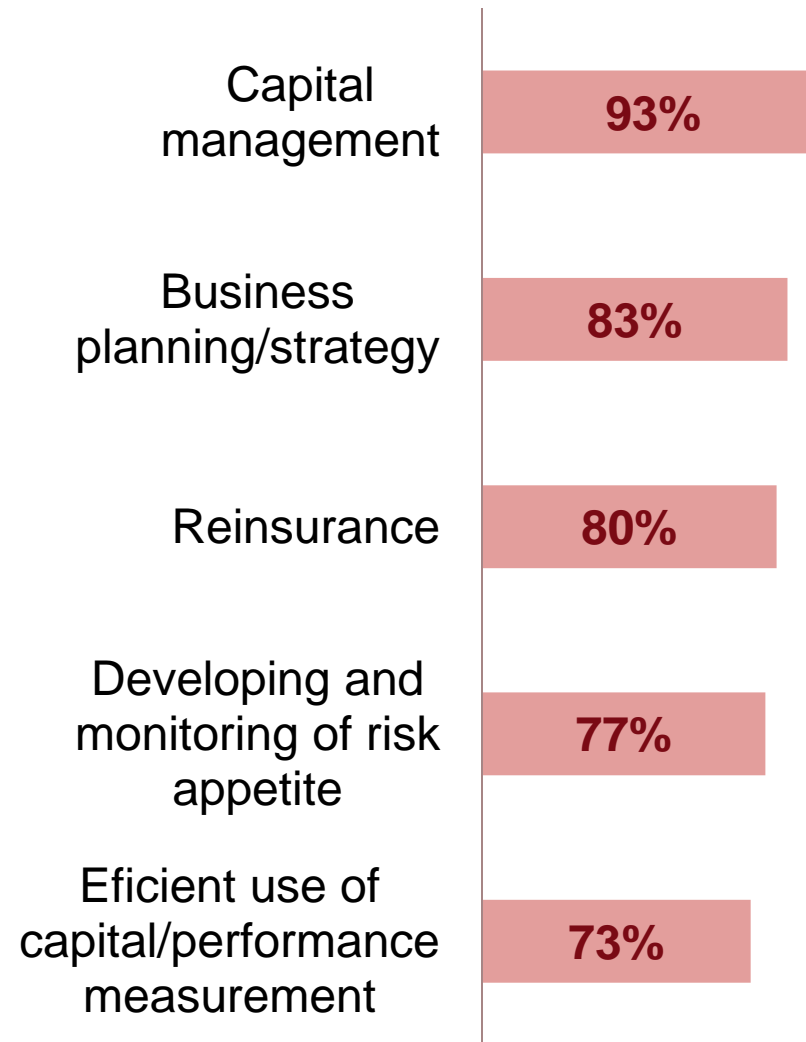 Capital
management
93%
Business
planning/strategy
83%
Reinsurance
80%
Developing and
monitoring of risk
appetite
77%
Eficient use of
capital/performance
measurement
73%